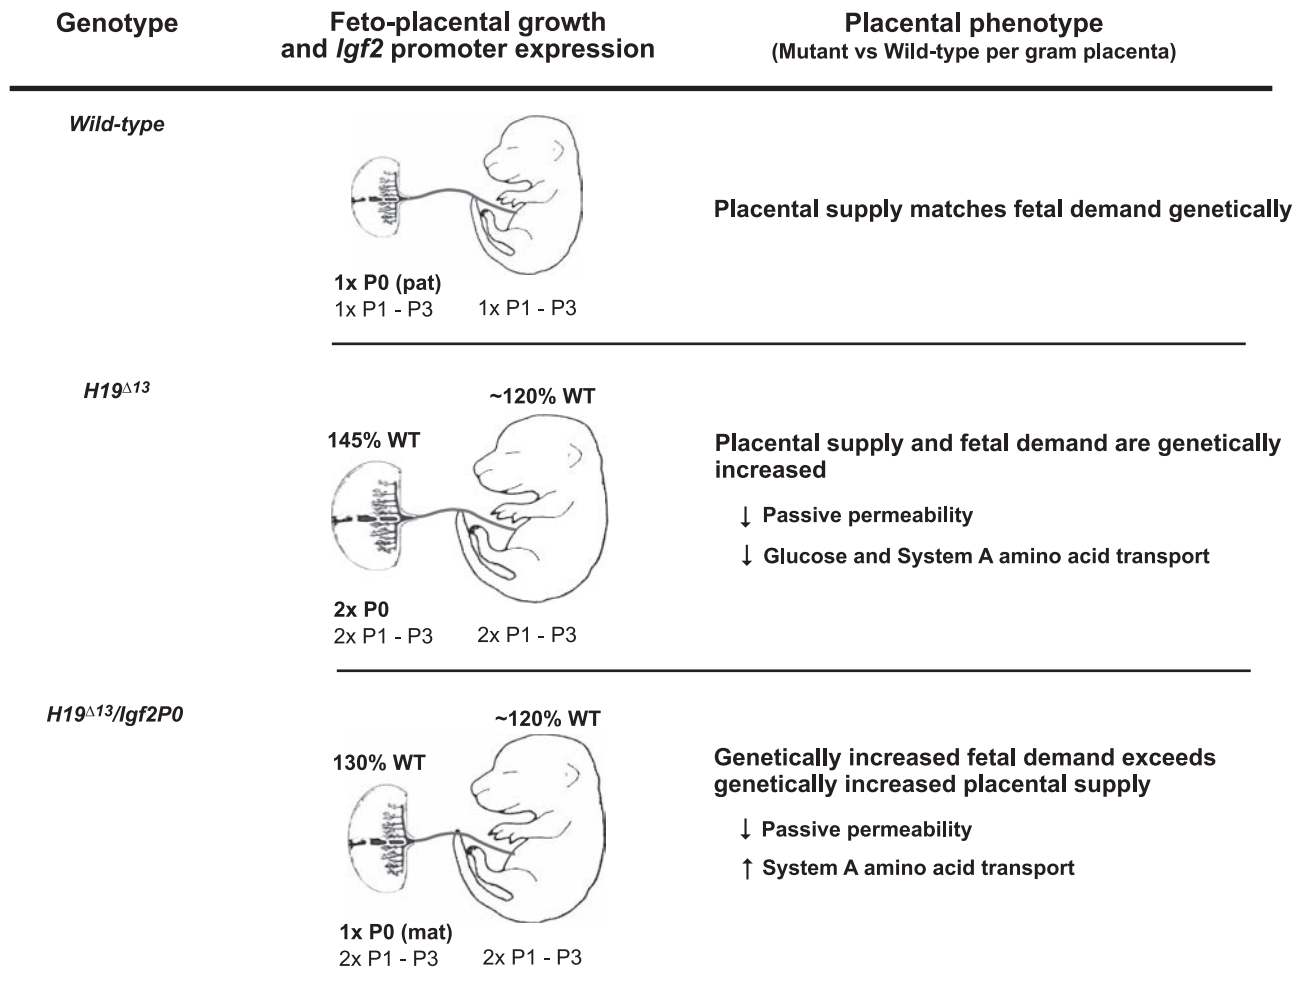 Genotype
Feto-placental growth
and Igf2 promoter expression
Placental phenotype
(Mutant vs Wild-type per gram placenta)
Wild-type
Placental supply matches fetal demand genetically
1x P0 (pat)
1x P1 - P3
1x P1 - P3
H19Δ13
~120% WT
145% WT
Placental supply and fetal demand are genetically
increased
↓ Passive permeability
↓ Glucose and System A amino acid transport
2x P0
2x P1 - P3
2x P1 - P3
H19Δ13/Igf2P0
~120% WT
130% WT
Genetically increased fetal demand exceeds
genetically increased placental supply
↓ Passive permeability
↑ System A amino acid transport
1x P0 (mat)
2x P1 - P3
2x P1 - P3